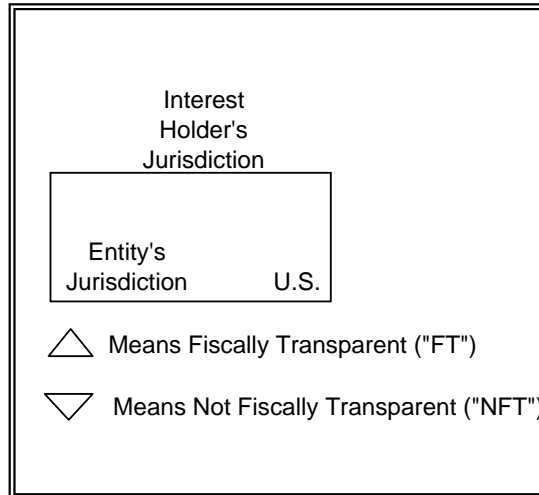 Interest
Holder's
Jurisdiction
Entity's
Jurisdiction U.S.
Means Fiscally Transparent ("FT")
Means Not Fiscally Transparent ("NFT")